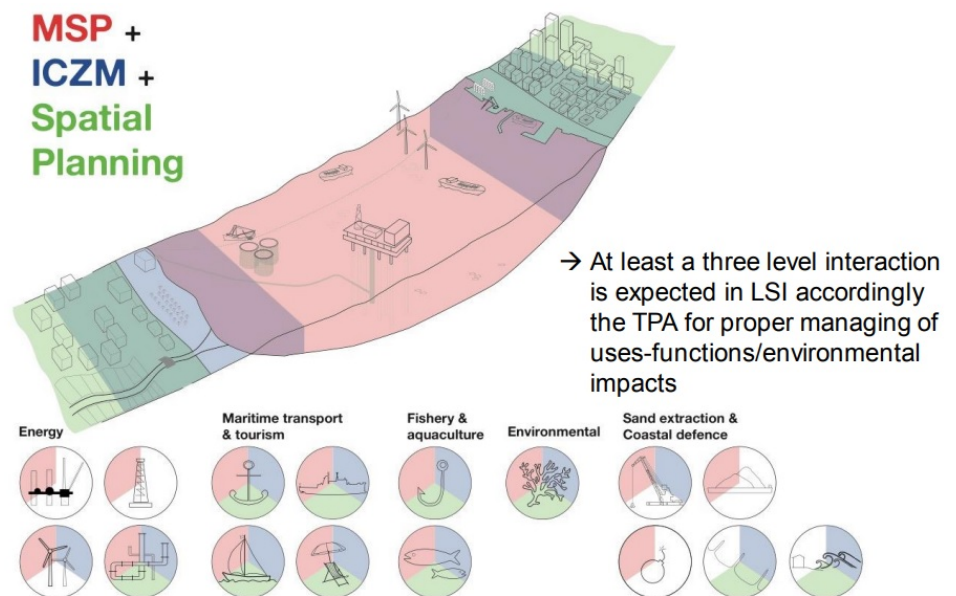 MSP +
ICZM +
Spatial
Planning
→ At least a three level interaction
is expected in LSI accordingly
the TPA for proper managing of
uses-functions/environmental
impacts
Energy
Maritime transport
& tourism
Fishery &
aquaculture
Environmental
Sand extraction &
Coastal defence